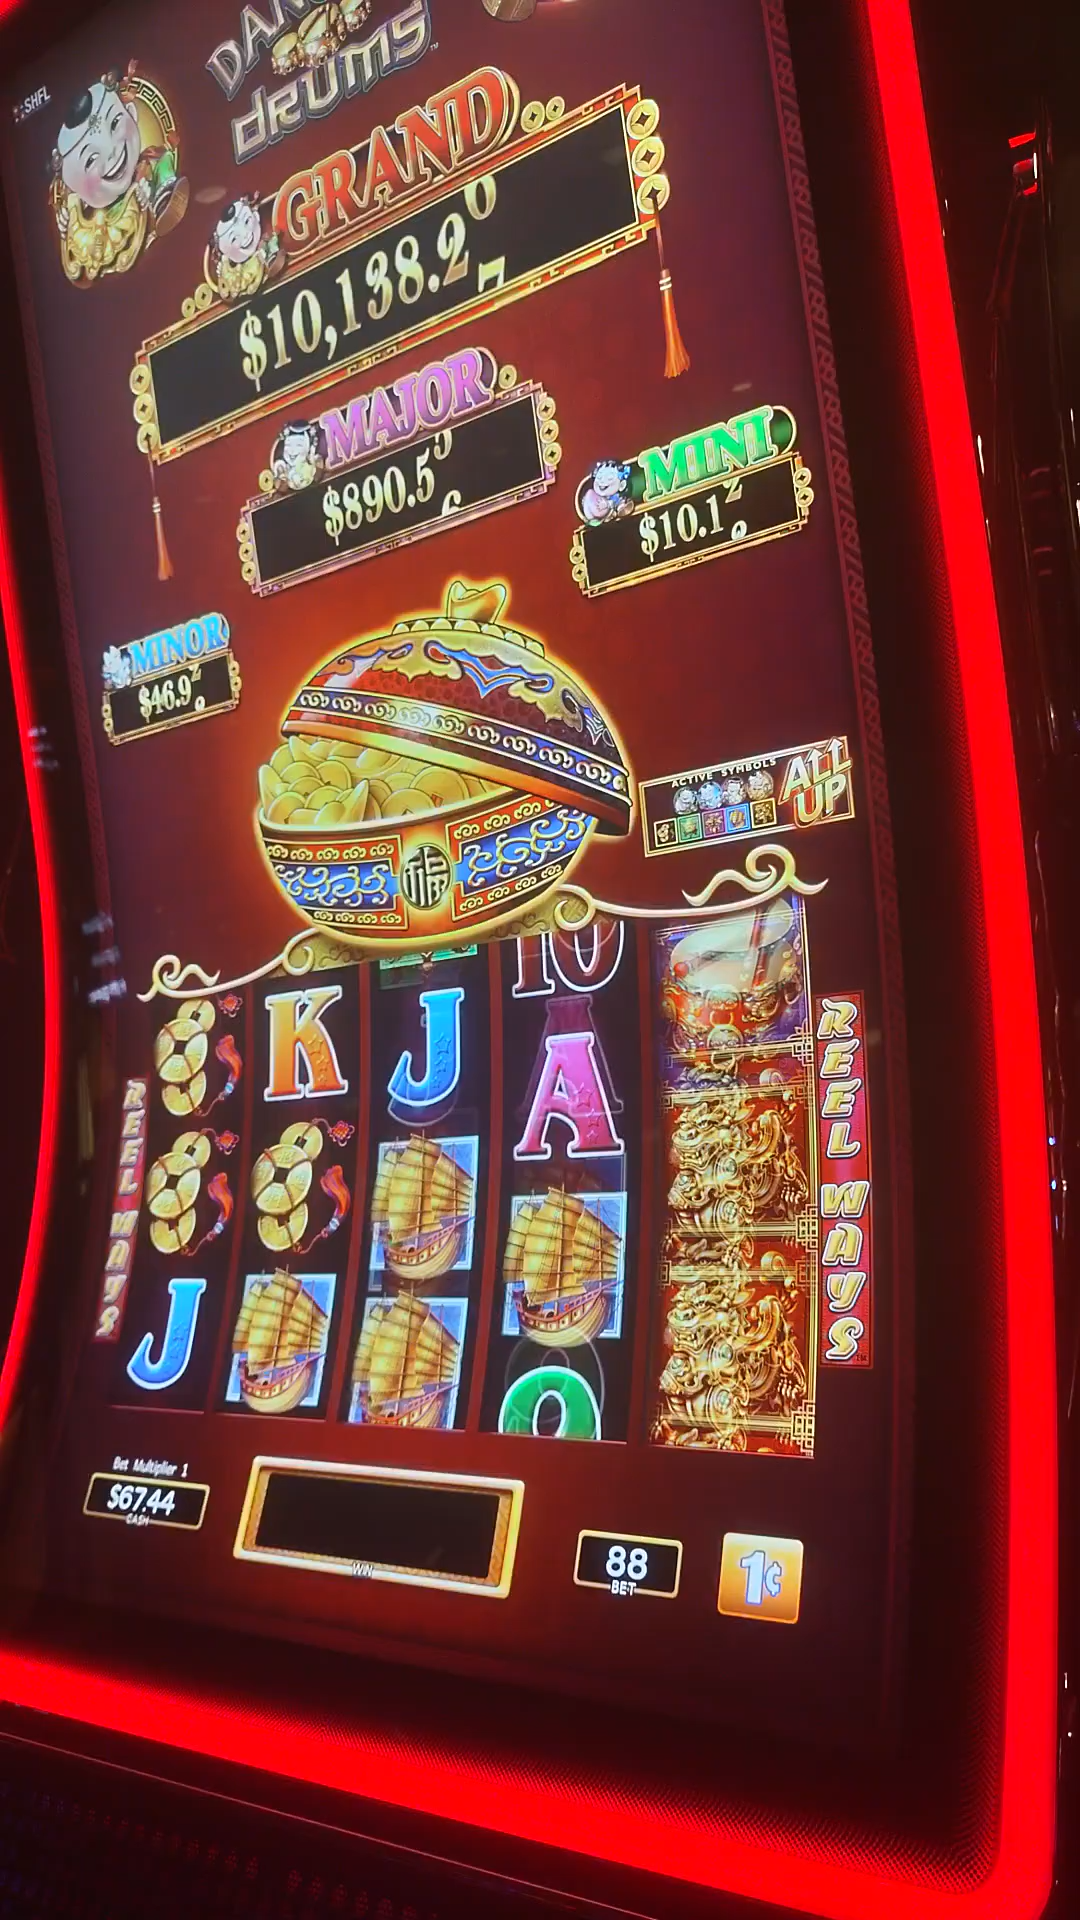 SHFL
DRUMS
GRAND
$10,138.2
MAJOR
$890.5
MINI
$10.1
MINOR
$46.9
ACTIVE SYMBOLS
ALL UP
福
10
K
J
A
J
REEL WAYS
REEL WAYS
Bet Multiplier 1
$67.44
CASH
WIN
88
BET
1¢